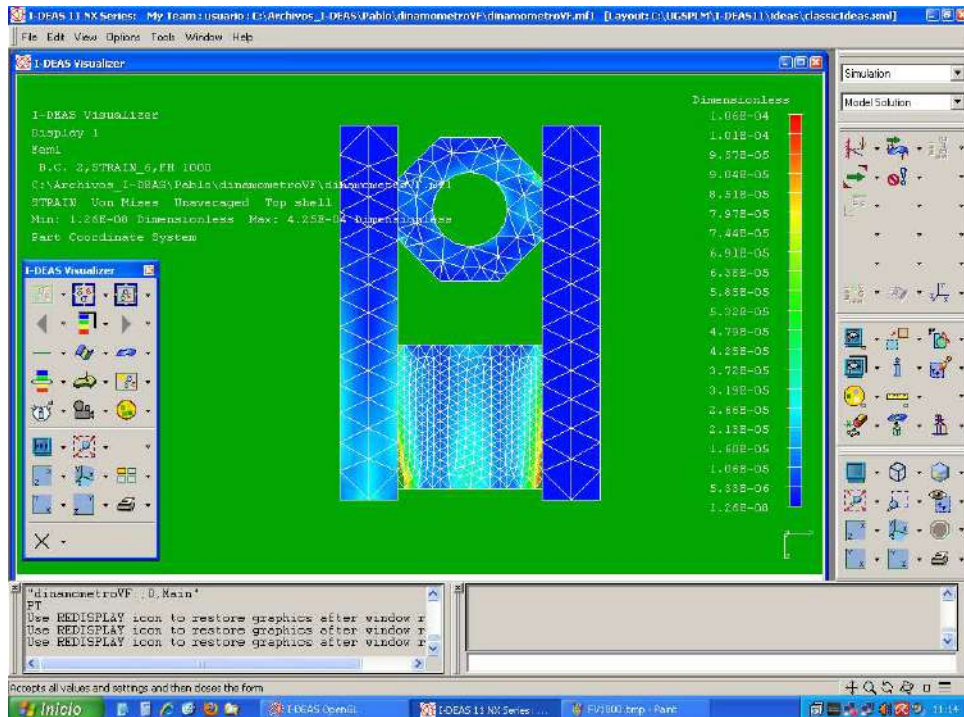 I-DEAS 11 NX Series: My Team : usuario : C:\Archivos_I-DEAS\Pablo\dinamometroVF\dinamometroVF.mf1 [Layout: C:\UGSPLM\I-DEAS11\ideas\classicIdeas.xml]
File Edit View Options Tools Window Help
I-DEAS Visualizer
I-DEAS Visualizer
Display 1
B.C. 2,STRAIN_6,FH 1000
C:\Archivos_I-DEAS\Pablo\dinamometroVF\dinamometroVF.mf1
STRAIN Von Mises Unaveraged Top shell
Min: 1.26E-08 Dimensionless Max: 4.25E-04 Dimensionless
Part Coordinate System
Dimensionless
1.06E-04
1.01E-04
9.57E-05
9.04E-05
8.51E-05
7.97E-05
7.44E-05
6.91E-05
6.38E-05
5.85E-05
5.32E-05
4.79E-05
4.25E-05
3.72E-05
3.19E-05
2.66E-05
2.13E-05
1.60E-05
1.06E-05
5.33E-06
1.26E-08
Simulation
Model Solution
I-DEAS Visualizer
PT
Use REDISPLAY icon to restore graphics after window r
Use REDISPLAY icon to restore graphics after window r
Use REDISPLAY icon to restore graphics after window r
Accepts all values and settings and then closes the form
Inicio
I-DEAS OpenGL
I-DEAS 11 NX Series: ...
FV1000.bmp - Paint
11:14